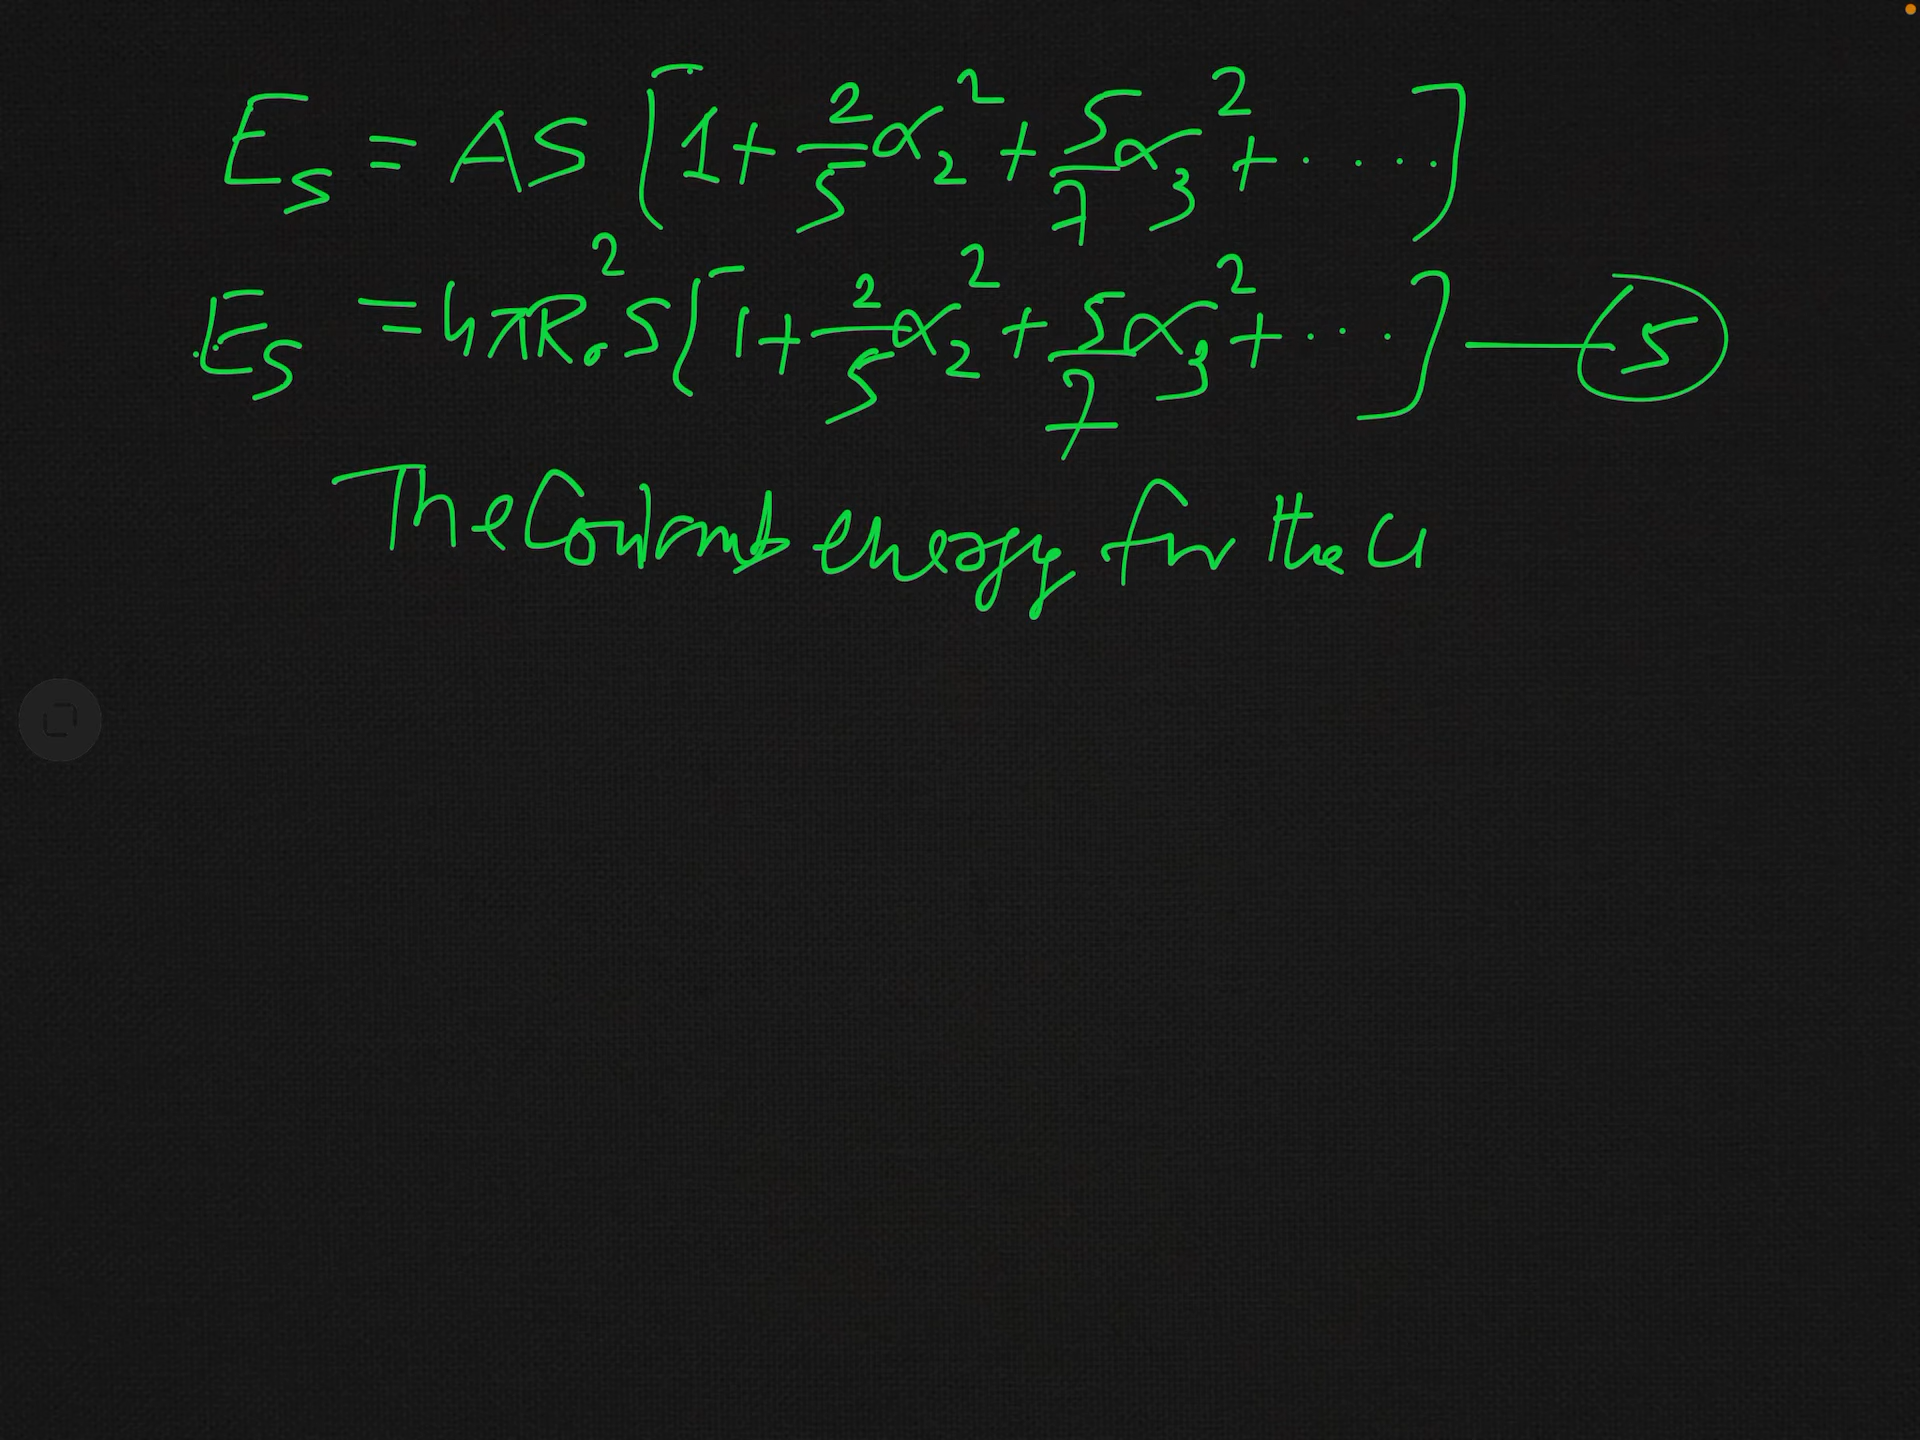 E_S = AS [1 + 2/5 α_2^2 + 5/7 α_3^2 + .....]
E_S = 4πR_0^2 S [1 + 2/5 α_2^2 + 5/7 α_3^2 + ...] — 5
The Coulomb energy for the